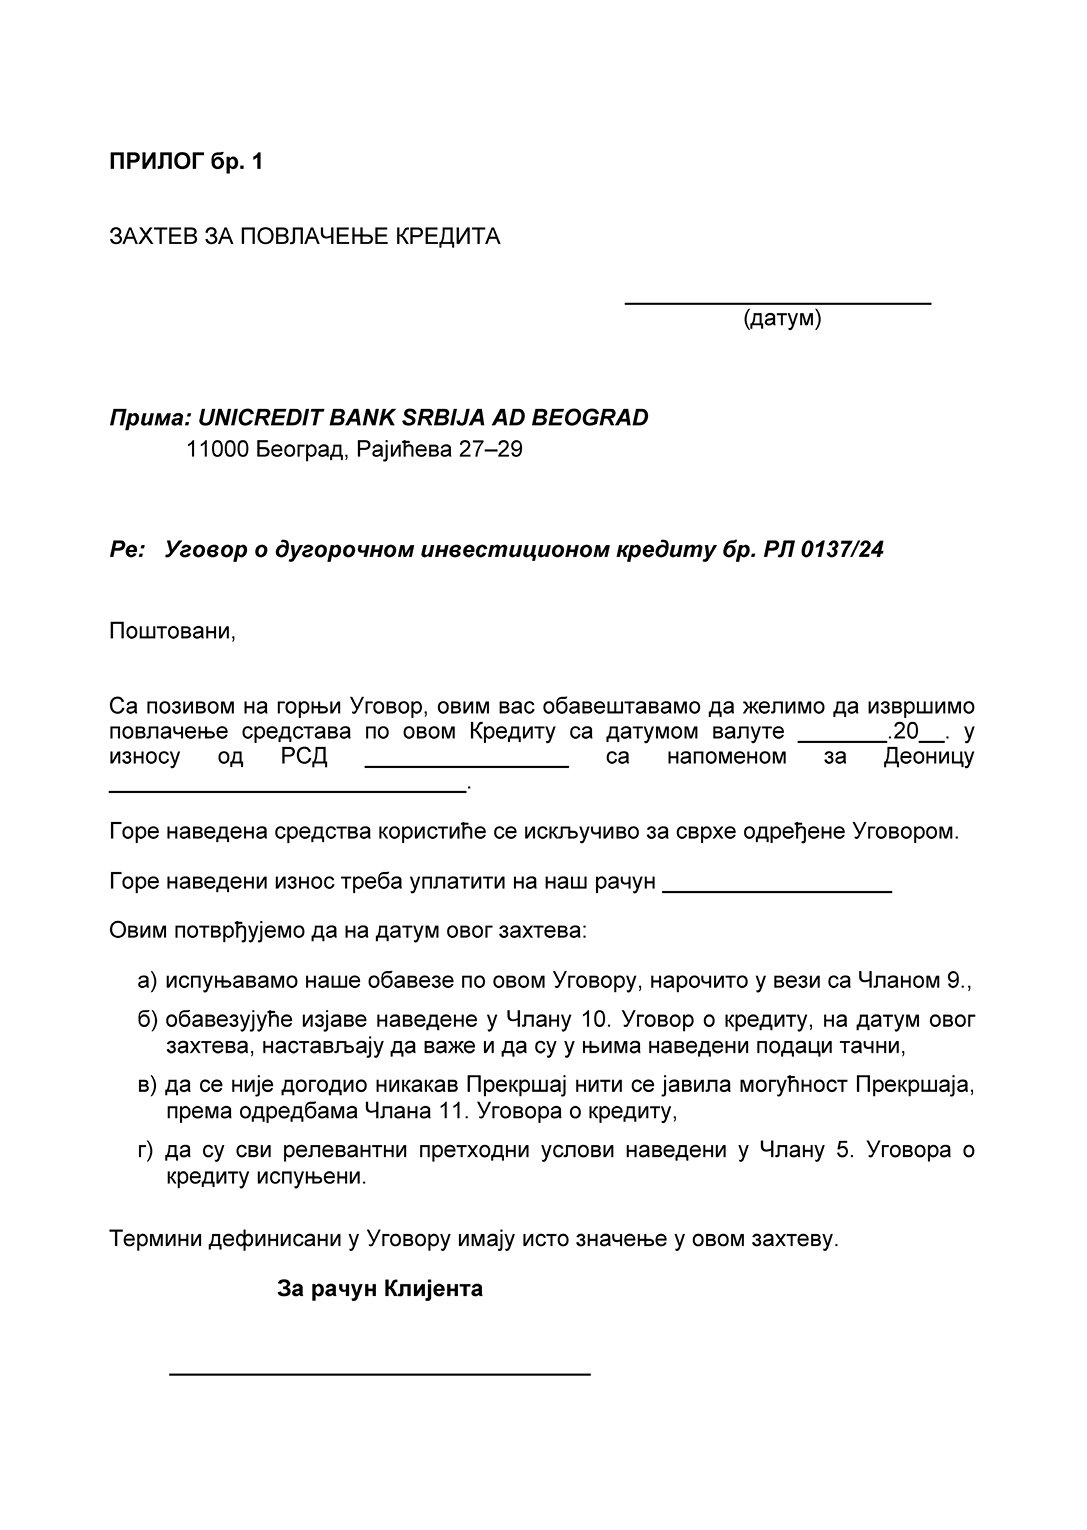 ПРИЛОГ бр. 1
ЗАХТЕВ ЗА ПОВЛАЧЕЊЕ КРЕДИТА
(датум)
Прима: UNICREDIT BANK SRBIJA AD BEOGRAD
11000 Београд, Рајићева 27–29
Ре: Уговор о дугорочном инвестиционом кредиту бр. РЛ 0137/24
Поштовани,
Са позивом на горњи Уговор, овим вас обавештавамо да желимо да извршимо
повлачење средстава по овом Кредиту са датумом валуте _______.20__. у
износу од РСД ________________ са напоменом за Деоницу
____________________________.
Горе наведена средства користиће се искључиво за сврхе одређене Уговором.
Горе наведени износ треба уплатити на наш рачун __________________
Овим потврђујемо да на датум овог захтева:
а) испуњавамо наше обавезе по овом Уговору, нарочито у вези са Чланом 9.,
б) обавезујуће изјаве наведене у Члану 10. Уговор о кредиту, на датум овог
захтева, настављају да важе и да су у њима наведени подаци тачни,
в) да се није догодио никакав Прекршај нити се јавила могућност Прекршаја,
према одредбама Члана 11. Уговора о кредиту,
г) да су сви релевантни претходни услови наведени у Члану 5. Уговора о
кредиту испуњени.
Термини дефинисани у Уговору имају исто значење у овом захтеву.
За рачун Клијента